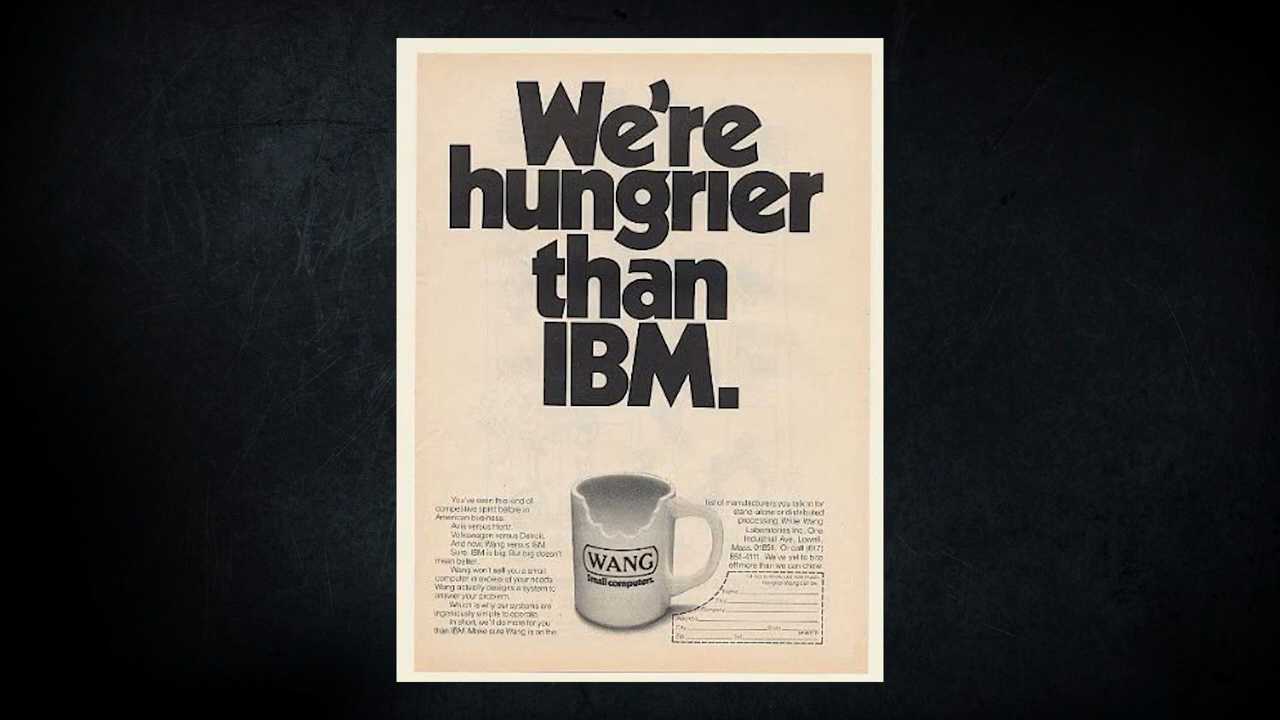 We're
hungrier
than
IBM.
You've seen this kind of
competitive spirit before in
American business.
Avis versus Hertz.
Volkswagen versus Detroit.
And now, Wang versus IBM.
Sure, IBM is big. But big doesn't
mean better.
Wang won't sell you a small
computer in excess of your needs.
Wang actually designs a system to
answer your problem.
Which is why our systems are
ingeniously simple to operate.
In short, we'll do more for you
than IBM. Make sure Wang is on the
list of manufacturers you talk to for
stand-alone or distributed
processing. Write Wang
Laboratories Inc., One
Industrial Ave., Lowell,
Mass. 01851. Or call (617)
851-4111. We've yet to bite
off more than we can chew.
WANG
Small computers.
Name
Title
Company
Address
City State
Zip Tel.